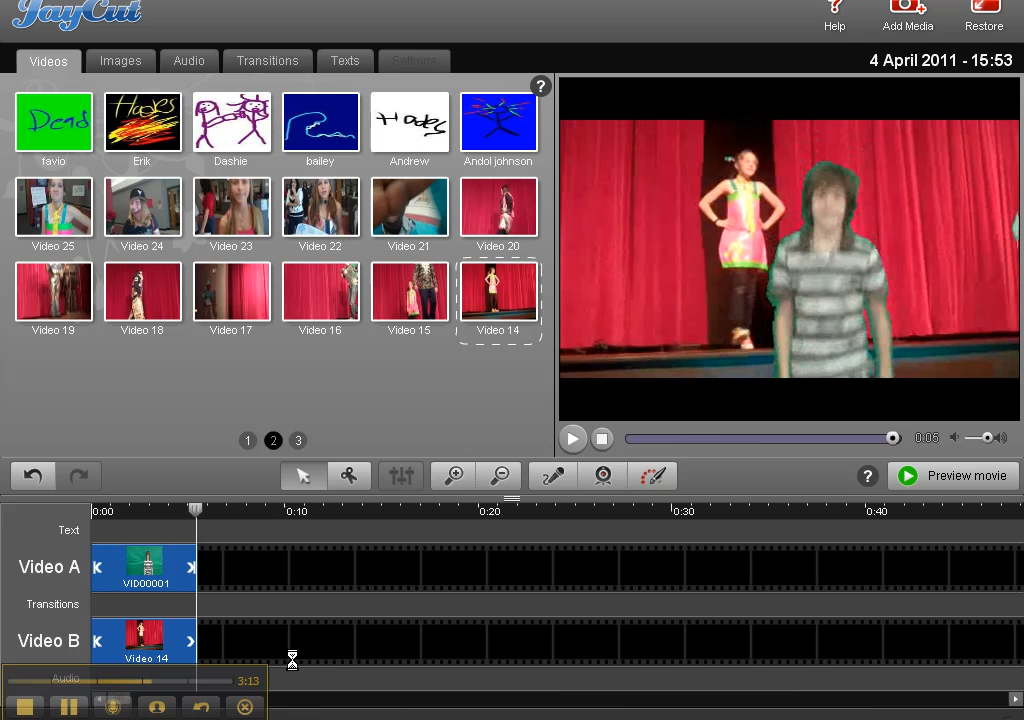 JayCut
Help
Add Media
Restore
Videos
Images
Audio
Transitions
Texts
Settings
4 April 2011 - 15:53
?
Dead
Hades
Hades
favio
Erik
Dashie
bailey
Andrew
Andol johnson
Video 25
Video 24
Video 23
Video 22
Video 21
Video 20
Video 19
Video 18
Video 17
Video 16
Video 15
Video 14
1
2
3
0:05
?
Preview movie
0:00
0:10
0:20
0:30
0:40
Text
Video A
VID00001
Transitions
Video B
Video 14
Audio
3:13